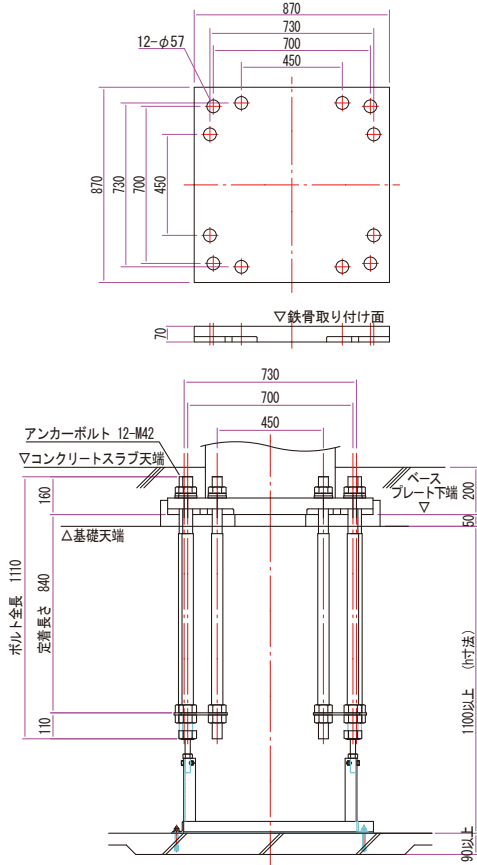 870
730
12-φ57
700
450
870
730
700
450
▽鉄骨取り付け面
70
730
700
アンカーボルト 12-M42
450
▽コンクリートスラブ天端
ベース
プレート下端
▽
200
160
50
△基礎天端
ボルト全長 1110
定着長さ 840
1100以上 (h寸法)
110
90以上